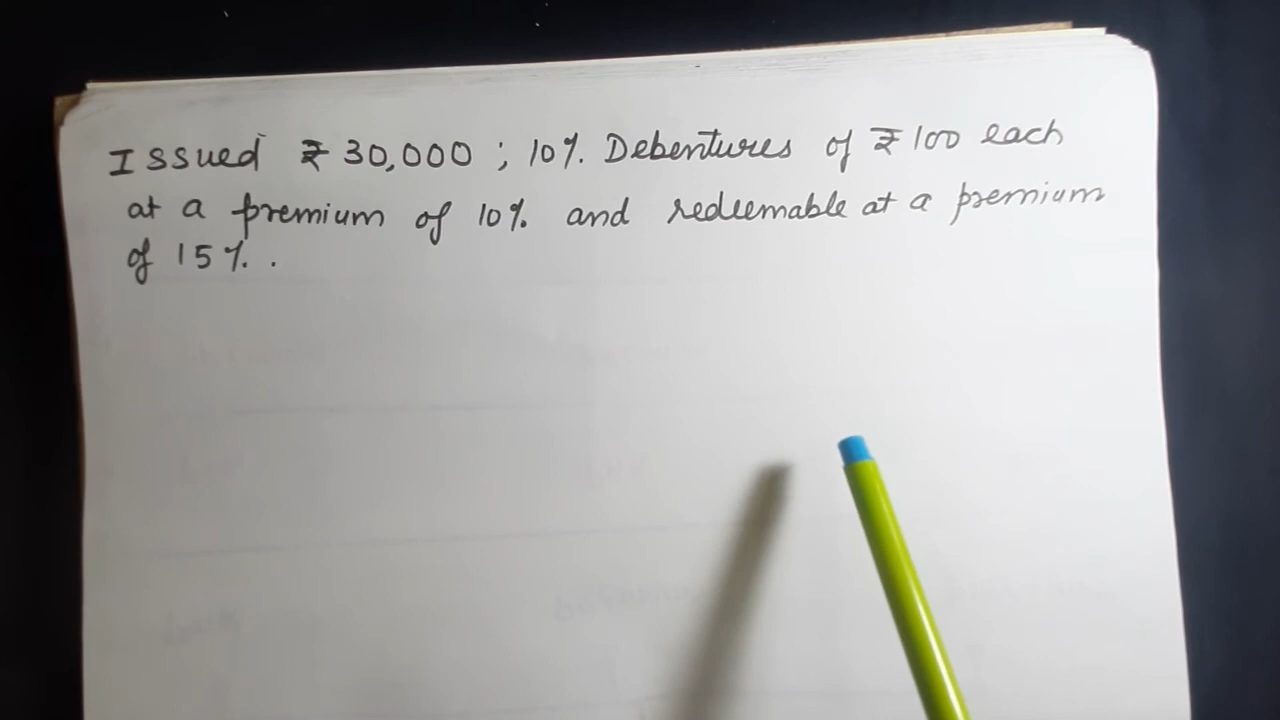 Issued ₹ 30,000 ; 10%. Debentures of ₹ 100 each
at a premium of 10%. and redeemable at a premium
of 15%. .